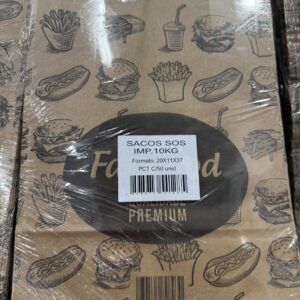 SACOS SOS
IMP.10KG
Formato: 20X11X37
PCT C/50 unid
PREMIUM